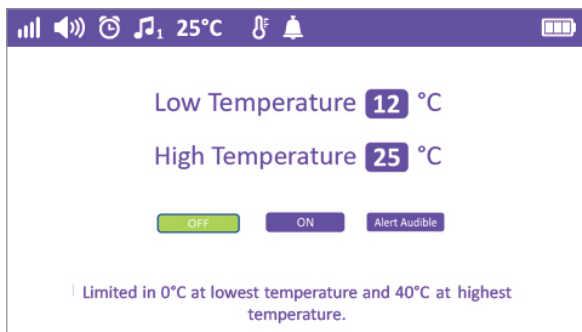 25°C
Low Temperature 12 °C
High Temperature 25 °C
OFF ON Alert Audible
Limited in 0°C at lowest temperature and 40°C at highest
temperature.